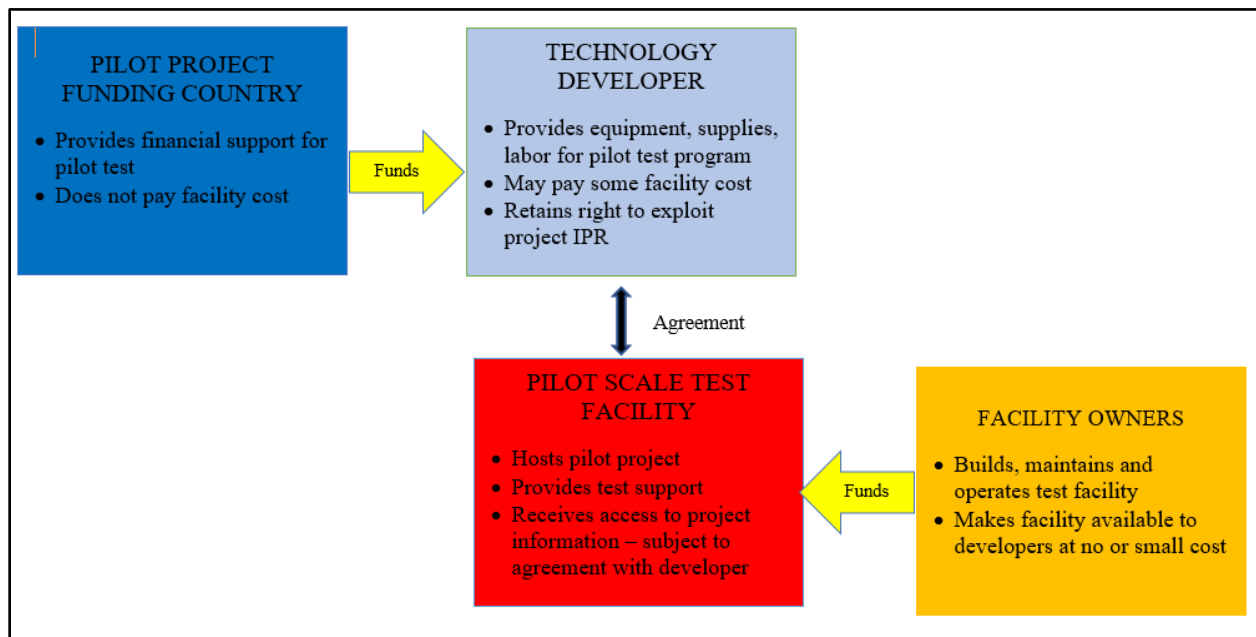 PILOT PROJECT
FUNDING COUNTRY
• Provides financial support for
pilot test
• Does not pay facility cost
Funds
TECHNOLOGY
DEVELOPER
• Provides equipment, supplies,
labor for pilot test program
• May pay some facility cost
• Retains right to exploit
project IPR
Agreement
PILOT SCALE TEST
FACILITY
• Hosts pilot project
• Provides test support
• Receives access to project
information – subject to
agreement with developer
Funds
FACILITY OWNERS
• Builds, maintains and
operates test facility
• Makes facility available to
developers at no or small cost